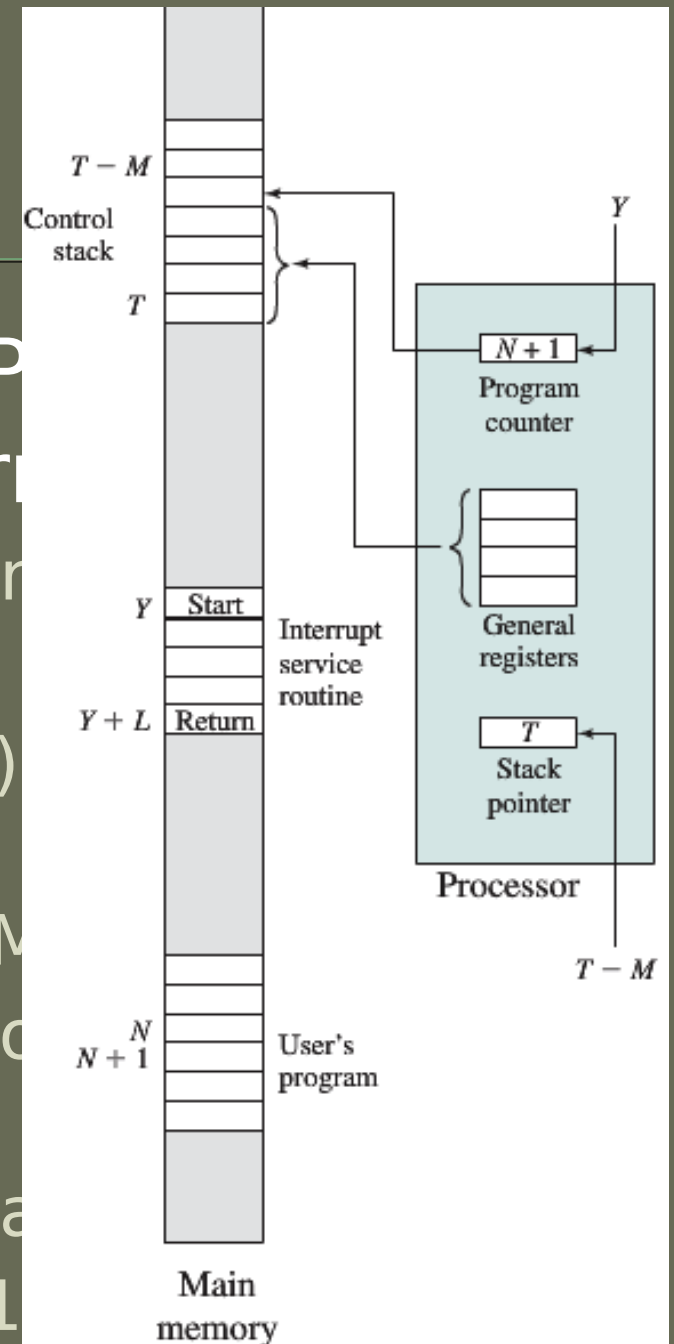 T − M
Control
stack
T
Y
N + 1
Program
counter
General
registers
T
Stack
pointer
Processor
T − M
Y
Start
Interrupt
service
routine
Y + L
Return
N
N + 1
User's
program
Main
memory